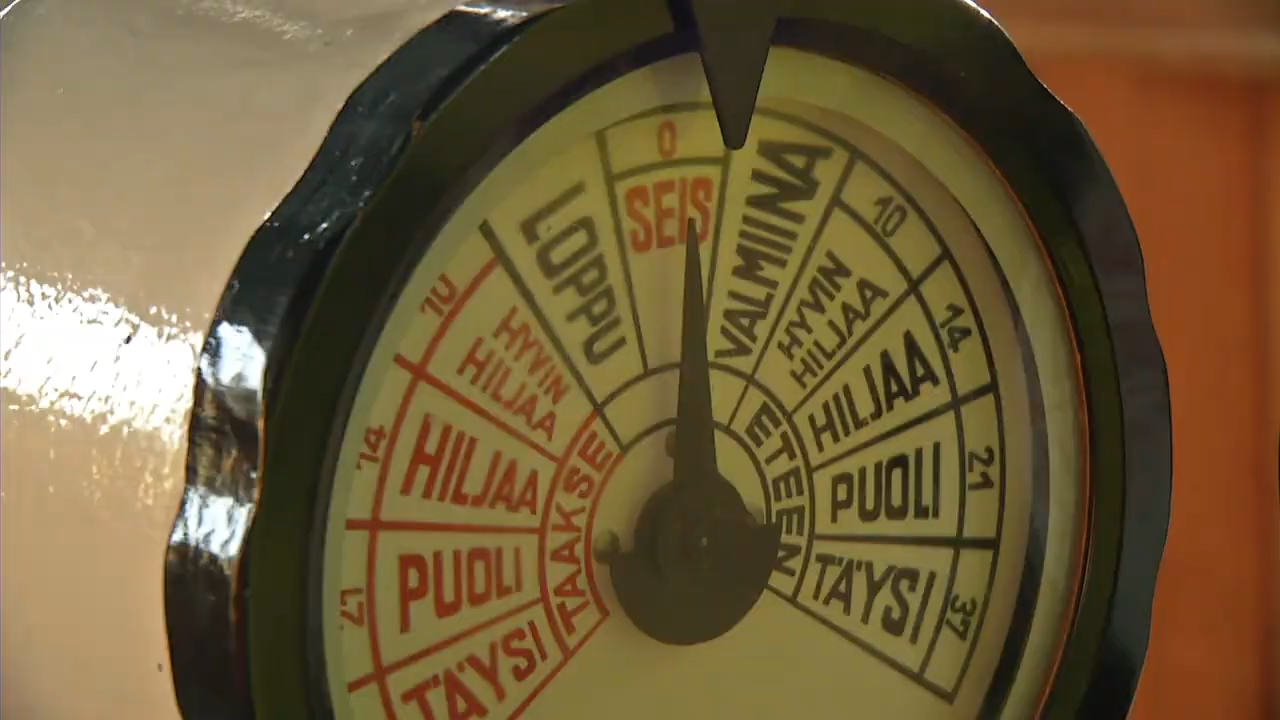 0
SEIS
LOPPU
VALMIINA
10
HYVIN
HILJAA
14
HILJAA
21
PUOLI
37
TÄYSI
ETEEN
10
HYVIN
HILJAA
14
HILJAA
PUOLI
TÄYSI
TAAKSE